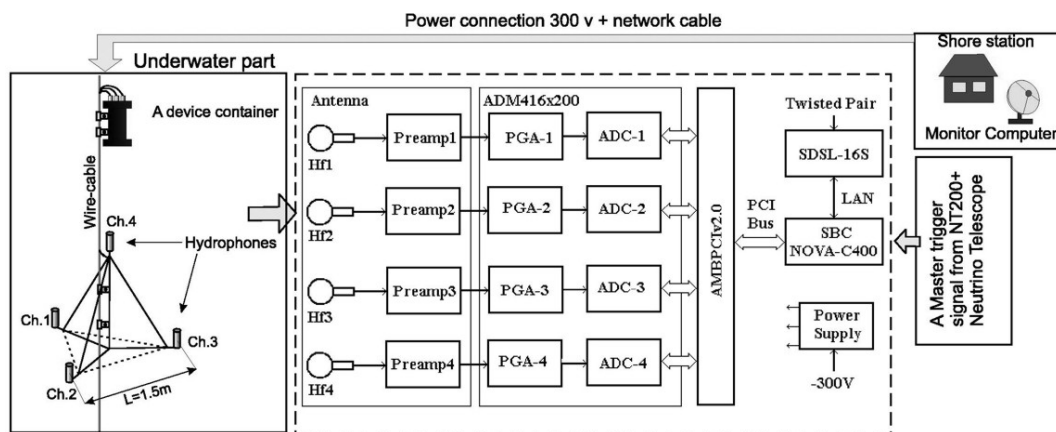 Power connection 300 v + network cable
Shore station
Monitor Computer
Underwater part
A device container
Wire-cable
Ch.4
Hydrophones
Ch.1
Ch.3
Ch.2
L=1.5m
Antenna
ADM416x200
Hf1
Preamp1
PGA-1
ADC-1
Hf2
Preamp2
PGA-2
ADC-2
Hf3
Preamp3
PGA-3
ADC-3
Hf4
Preamp4
PGA-4
ADC-4
AMBPCIv2.0
PCI
Bus
Twisted Pair
SDSL-16S
LAN
SBC
NOVA-C400
Power
Supply
-300V
A Master trigger
signal from NT200+
Neutrino Telescope